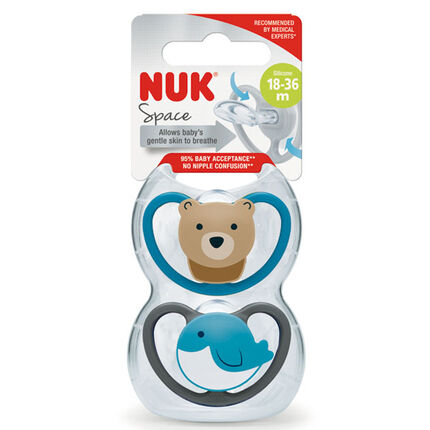 RECOMMENDED
BY MEDICAL
EXPERTS*
NUK®
Space
Allows baby's
gentle skin to breathe
Silicone
18-36
m
95% BABY ACCEPTANCE**
NO NIPPLE CONFUSION**